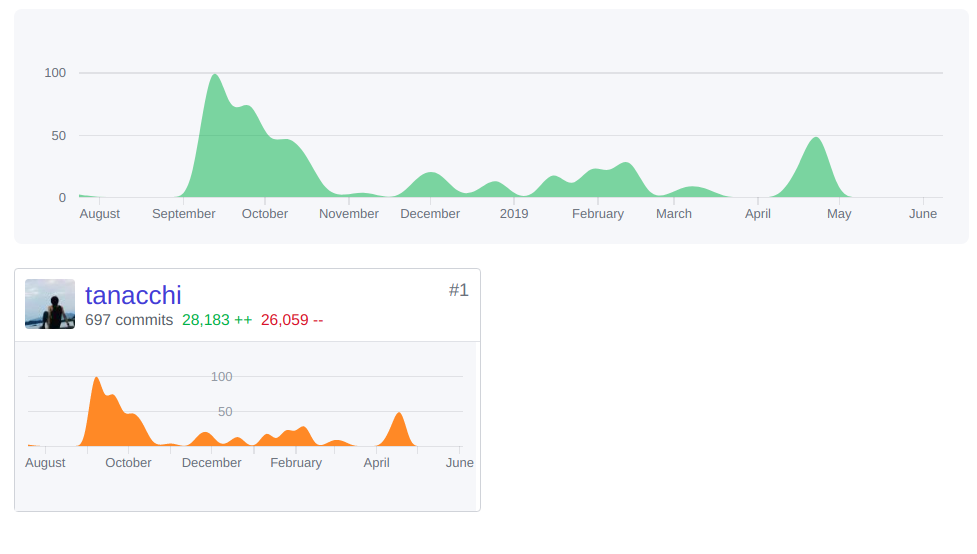 100
50
0
August September October November December 2019 February March April May June
tanacchi #1
697 commits 28,183 ++ 26,059 --
100
50
August October December February April June